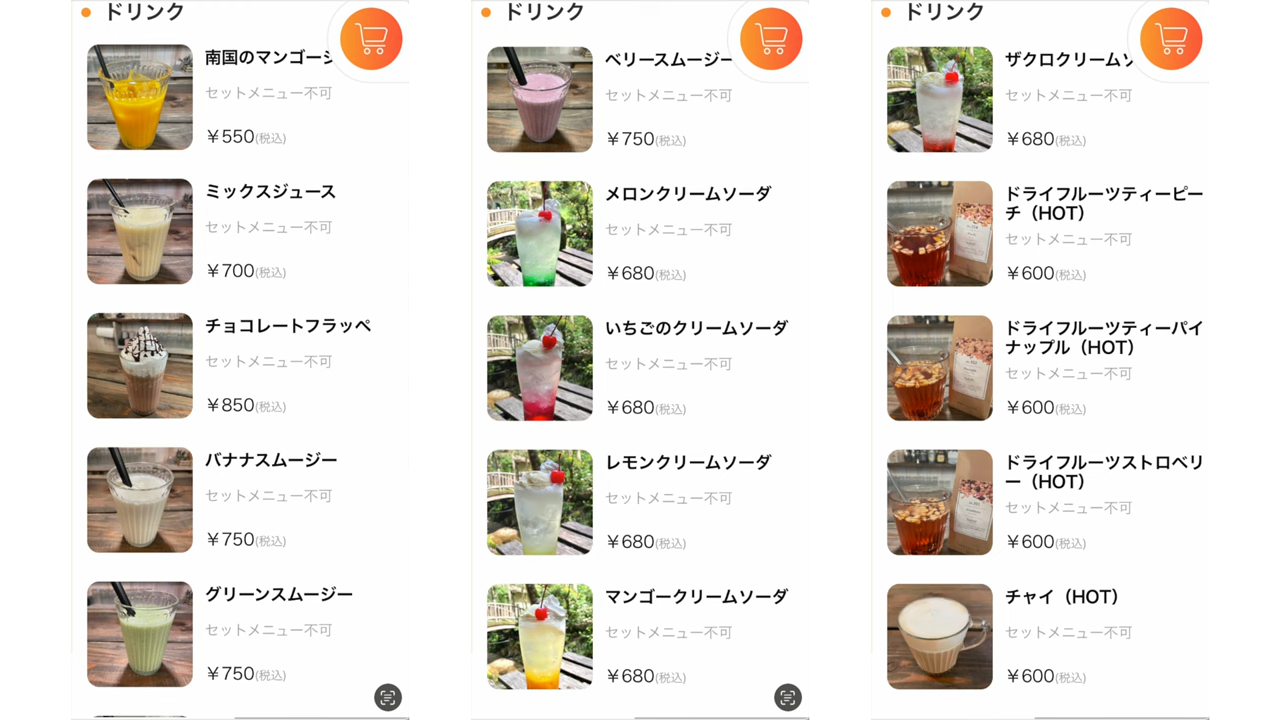 ドリンク
南国のマンゴー
セットメニュー不可
￥550(税込)
ミックスジュース
セットメニュー不可
￥700(税込)
チョコレートフラッペ
セットメニュー不可
￥850(税込)
バナナスムージー
セットメニュー不可
￥750(税込)
グリーンスムージー
セットメニュー不可
￥750(税込)
ドリンク
ベリースムージー
セットメニュー不可
￥750(税込)
メロンクリームソーダ
セットメニュー不可
￥680(税込)
いちごのクリームソーダ
セットメニュー不可
￥680(税込)
レモンクリームソーダ
セットメニュー不可
￥680(税込)
マンゴークリームソーダ
セットメニュー不可
￥680(税込)
ドリンク
ザクロクリームソ
セットメニュー不可
￥680(税込)
ドライフルーツティーピー
チ（HOT）
セットメニュー不可
￥600(税込)
ドライフルーツティーパイ
ナップル（HOT）
セットメニュー不可
￥600(税込)
ドライフルーツストロベリ
ー（HOT）
セットメニュー不可
￥600(税込)
チャイ（HOT）
セットメニュー不可
￥600(税込)